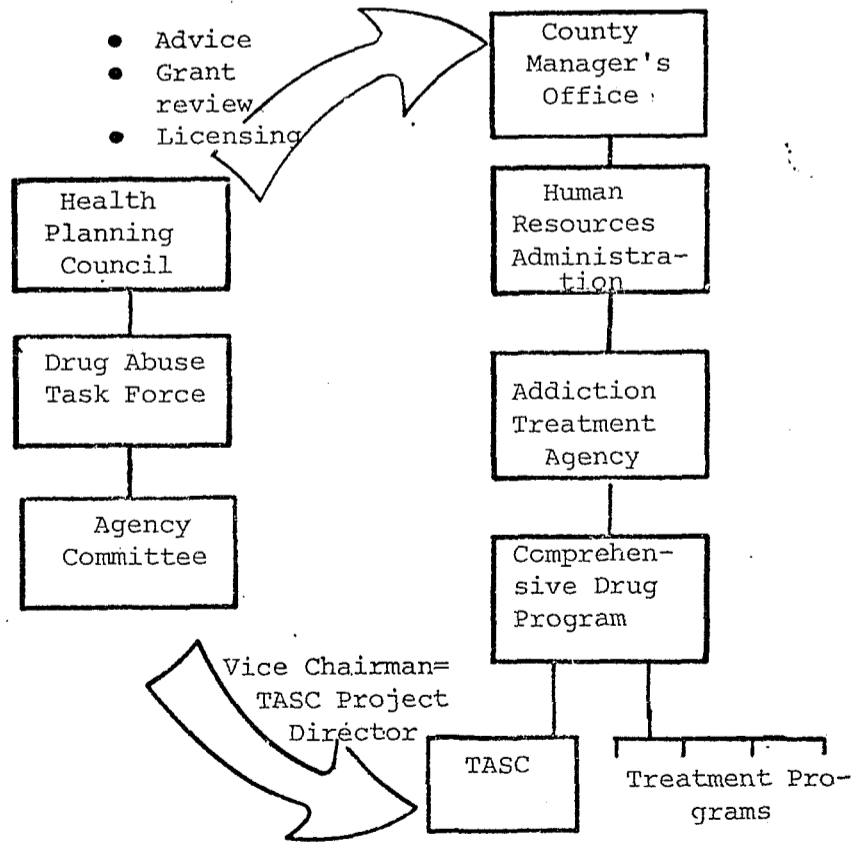 ● Advice
● Grant
review
● Licensing
County
Manager's
Office
Health
Planning
Council
Human
Resources
Administra-
tion
Drug Abuse
Task Force
Addiction
Treatment
Agency
Agency
Committee
Comprehen-
sive Drug
Program
Vice Chairman=
TASC Project
Director
TASC
Treatment Pro-
grams